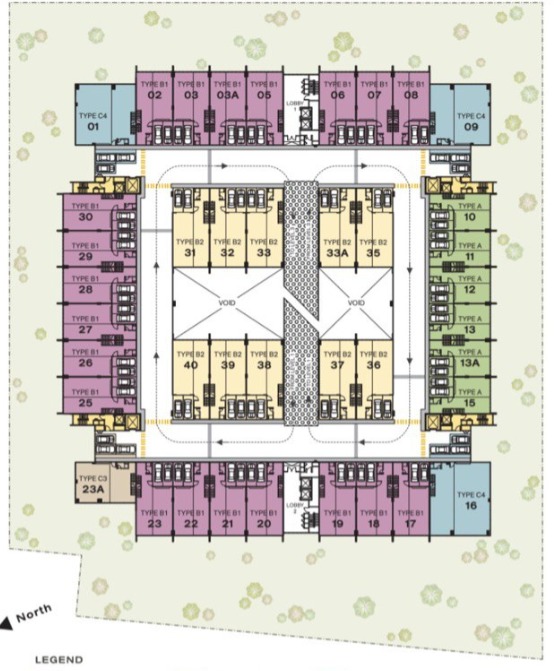 TYPE C4
01
TYPE B1
02
TYPE B1
03
TYPE B1
03A
TYPE B1
05
LOBBY
1
TYPE B1
06
TYPE B1
07
TYPE B1
08
TYPE C4
09
TYPE B1
30
TYPE B1
29
TYPE B1
28
TYPE B1
27
TYPE B1
26
TYPE B1
25
TYPE B2
31
TYPE B2
32
TYPE B2
33
TYPE B2
33A
TYPE B2
35
VOID
VOID
TYPE B2
40
TYPE B2
39
TYPE B2
38
TYPE B2
37
TYPE B2
36
TYPE A
10
TYPE A
11
TYPE A
12
TYPE A
13
TYPE A
13A
TYPE A
15
TYPE C3
23A
TYPE B1
23
TYPE B1
22
TYPE B1
21
TYPE B1
20
LOBBY
2
TYPE B1
19
TYPE B1
18
TYPE B1
17
TYPE C4
16
North
LEGEND